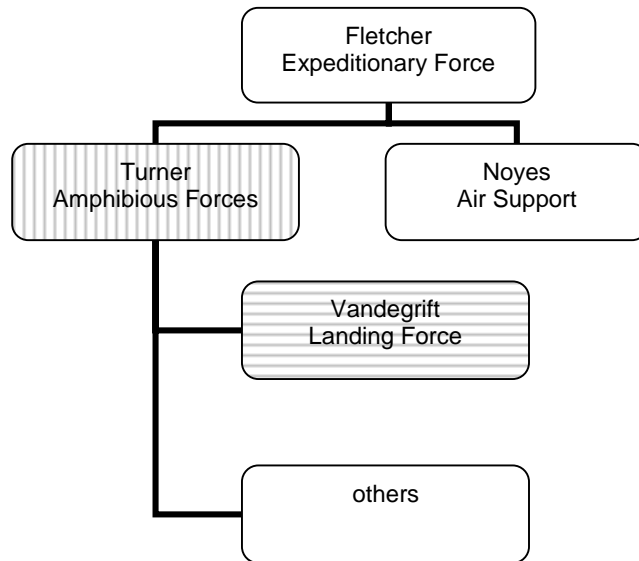 Fletcher
Expeditionary Force
Turner
Amphibious Forces
Noyes
Air Support
Vandegrift
Landing Force
others